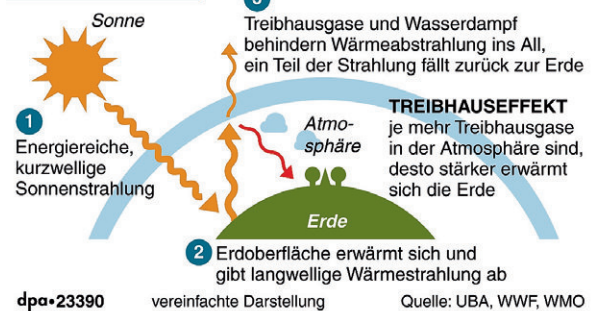 Sonne
3
Treibhausgase und Wasserdampf
behindern Wärmeabstrahlung ins All,
ein Teil der Strahlung fällt zurück zur Erde
1
Energiereiche,
kurzwellige
Sonnenstrahlung
Atmo-
sphäre
TREIBHAUSEFFEKT
je mehr Treibhausgase
in der Atmosphäre sind,
desto stärker erwärmt
sich die Erde
Erde
2 Erdoberfläche erwärmt sich und
gibt langwellige Wärmestrahlung ab
dpa•23390 vereinfachte Darstellung Quelle: UBA, WWF, WMO